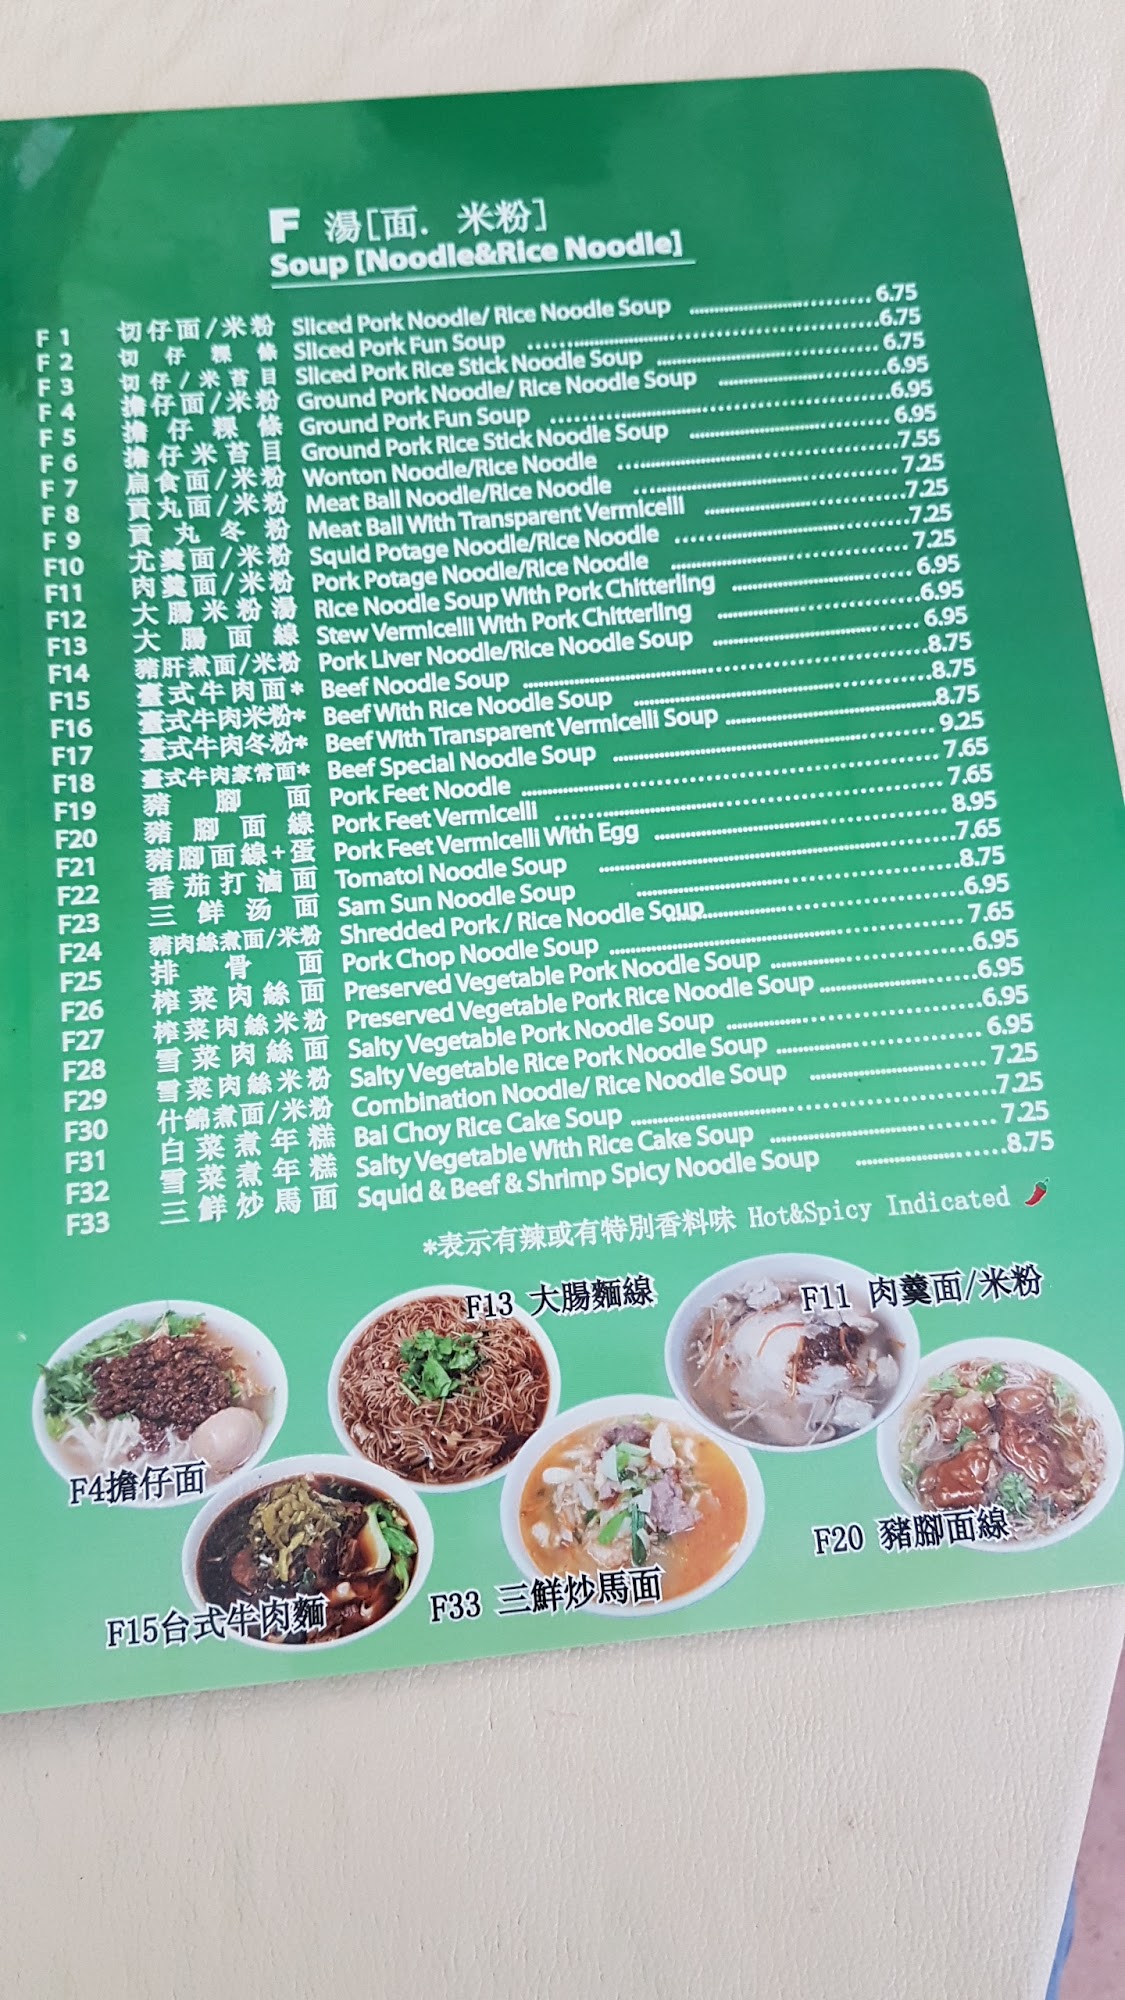 F 湯[面. 米粉]
Soup [Noodle&Rice Noodle]
F 1 切仔面/米粉 Sliced Pork Noodle/ Rice Noodle Soup 6.75
F 2 切仔粿條 Sliced Pork Fun Soup 6.75
F 3 切仔/米苔目 Sliced Pork Rice Stick Noodle Soup 6.75
F 4 擔仔面/米粉 Ground Pork Noodle/ Rice Noodle Soup 6.95
F 5 擔仔粿條 Ground Pork Fun Soup 6.95
F 6 擔仔米苔目 Ground Pork Rice Stick Noodle Soup 6.95
F 7 扁食面/米粉 Wonton Noodle/Rice Noodle 7.55
F 8 貢丸面/米粉 Meat Ball Noodle/Rice Noodle 7.25
F 9 貢丸冬粉 Meat Ball With Transparent Vermicelli 7.25
F10 尤羹面/米粉 Squid Potage Noodle/Rice Noodle 7.25
F11 肉羹面/米粉 Pork Potage Noodle/Rice Noodle 7.25
F12 大腸米粉湯 Rice Noodle Soup With Pork Chitterling 6.95
F13 大腸面線 Stew Vermicelli With Pork Chitterling 6.95
F14 豬肝煮面/米粉 Pork Liver Noodle/Rice Noodle Soup 6.95
F15 臺式牛肉面* Beef Noodle Soup 8.75
F16 臺式牛肉米粉* Beef With Rice Noodle Soup 8.75
F17 臺式牛肉冬粉* Beef With Transparent Vermicelli Soup 8.75
F18 臺式牛肉家常面* Beef Special Noodle Soup 9.25
F19 豬腳面 Pork Feet Noodle 7.65
F20 豬腳面線 Pork Feet Vermicelli 7.65
F21 豬腳面線+蛋 Pork Feet Vermicelli With Egg 8.95
F22 番茄打滷面 Tomatol Noodle Soup 7.65
F23 三鮮汤面 Sam Sun Noodle Soup 8.75
F24 豬肉絲煮面/米粉 Shredded Pork / Rice Noodle Soup 6.95
F25 排骨面 Pork Chop Noodle Soup 7.65
F26 榨菜肉絲面 Preserved Vegetable Pork Noodle Soup 6.95
F27 榨菜肉絲米粉 Preserved Vegetable Pork Rice Noodle Soup 6.95
F28 雪菜肉絲面 Salty Vegetable Pork Noodle Soup 6.95
F29 雪菜肉絲米粉 Salty Vegetable Rice Pork Noodle Soup 6.95
F30 什錦煮面/米粉 Combination Noodle/ Rice Noodle Soup 7.25
F31 白菜煮年糕 Bai Choy Rice Cake Soup 7.25
F32 雪菜煮年糕 Salty Vegetable With Rice Cake Soup 7.25
F33 三鮮炒馬面 Squid & Beef & Shrimp Spicy Noodle Soup 8.75
*表示有辣或有特別香料味 Hot&Spicy Indicated
F13 大腸麵線
F11 肉羹面/米粉
F4擔仔面
F20 豬腳面線
F33 三鮮炒馬面
F15台式牛肉麵